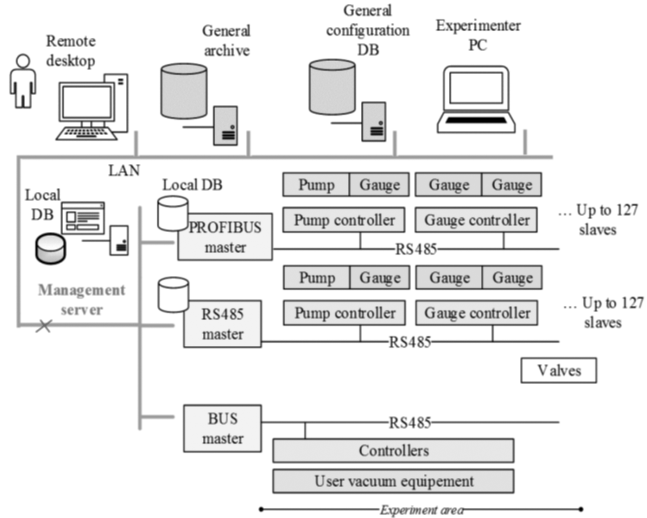 Remote
desktop
General
archive
General
configuration
DB
Experimenter
PC
LAN
Local
DB
Management
server
Local DB
PROFIBUS
master
Pump Gauge Gauge Gauge
Pump controller Gauge controller
RS485
... Up to 127
slaves
RS485
master
Pump Gauge Gauge Gauge
Pump controller Gauge controller
RS485
... Up to 127
slaves
Valves
BUS
master
RS485
Controllers
User vacuum equipement
Experiment area